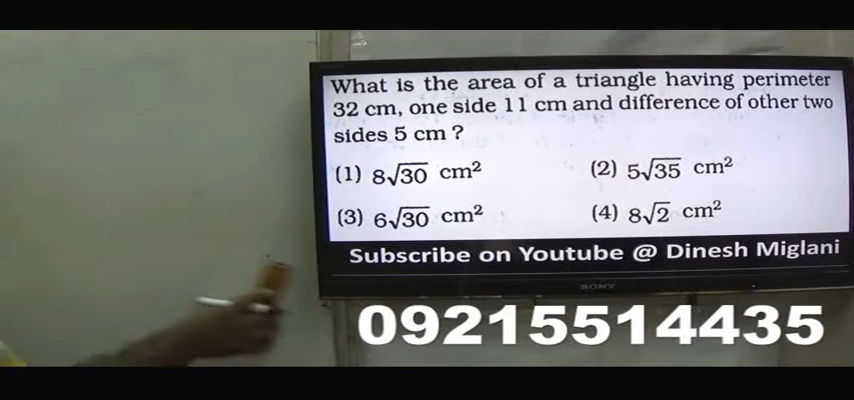 What is the area of a triangle having perimeter
32 cm, one side 11 cm and difference of other two
sides 5 cm ?
(1) 8√30 cm² (2) 5√35 cm²
(3) 6√30 cm² (4) 8√2 cm²
Subscribe on Youtube @ Dinesh Miglani
SONY
09215514435